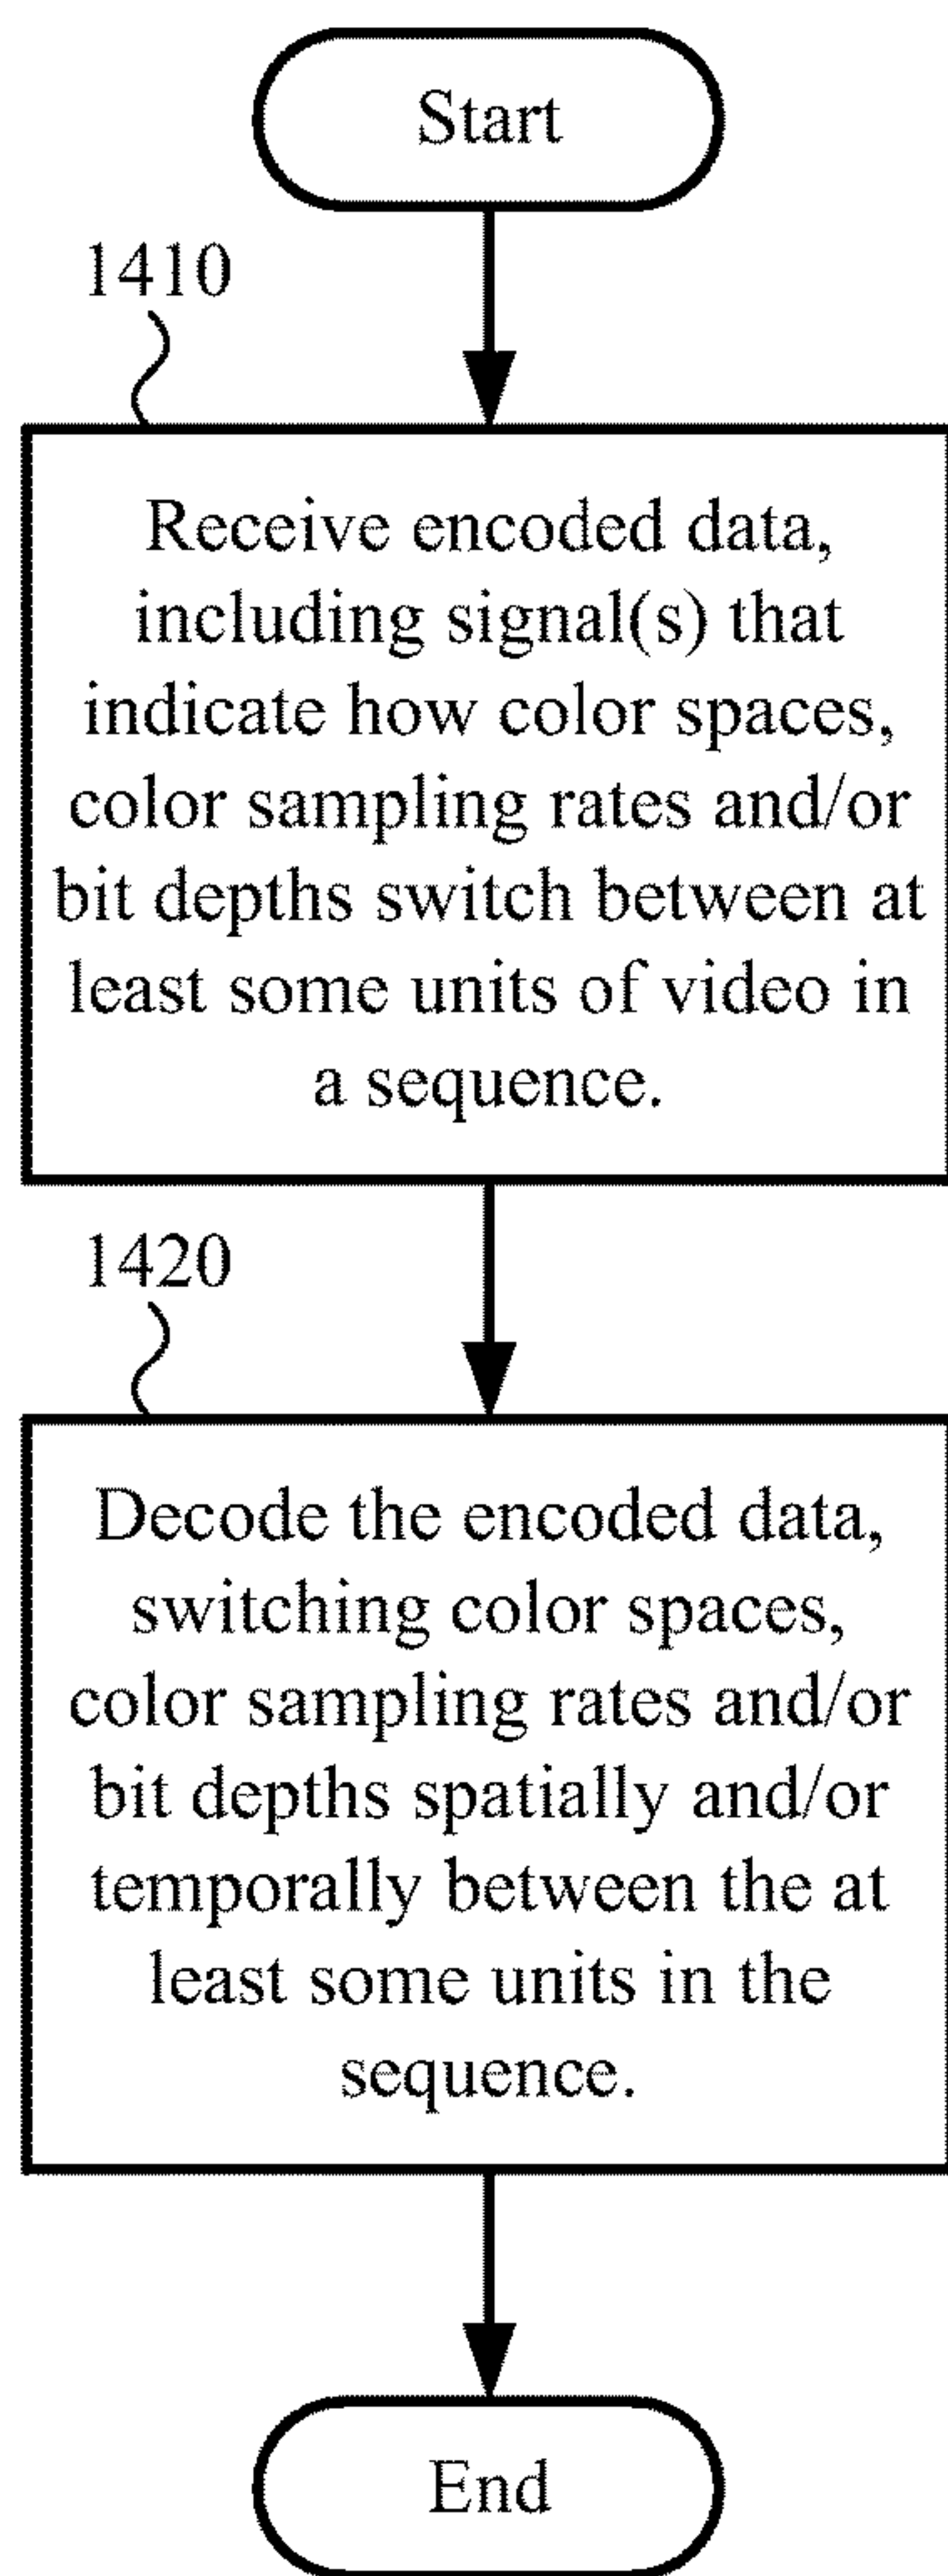 Start
1410
Receive encoded data,
including signal(s) that
indicate how color spaces,
color sampling rates and/or
bit depths switch between at
least some units of video in
a sequence.
1420
Decode the encoded data,
switching color spaces,
color sampling rates and/or
bit depths spatially and/or
temporally between the at
least some units in the
sequence.
End